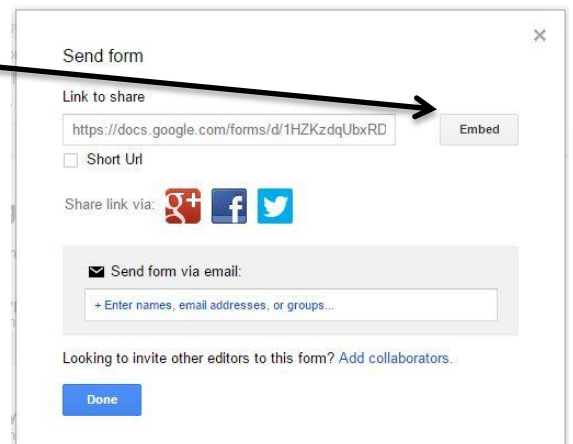 Send form
Link to share
https://docs.google.com/forms/d/1HZKzdqUbxRD
Embed
Short Url
Share link via: g+ f
Send form via email:
+ Enter names, email addresses, or groups...
Looking to invite other editors to this form? Add collaborators.
Done